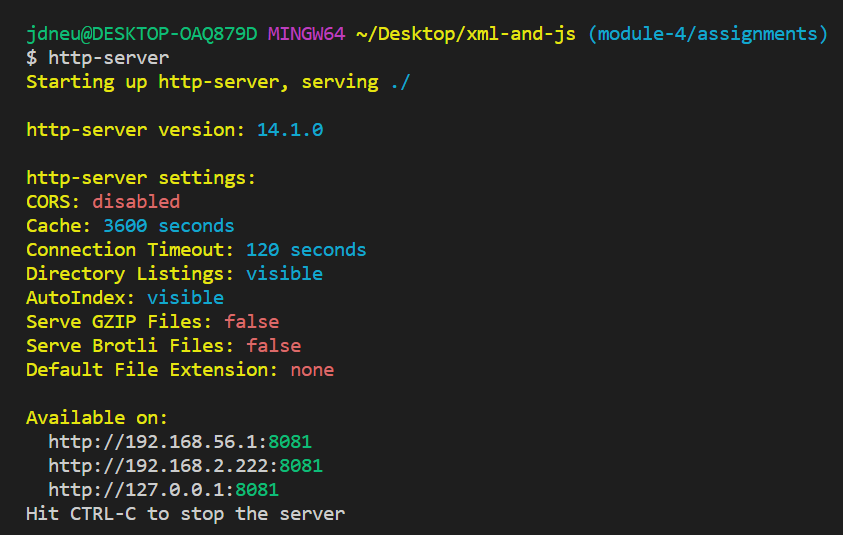 jdneu@DESKTOP-OAQ879D MINGW64 ~/Desktop/xml-and-js (module-4/assignments)
$ http-server
Starting up http-server, serving ./
http-server version: 14.1.0
http-server settings:
CORS: disabled
Cache: 3600 seconds
Connection Timeout: 120 seconds
Directory Listings: visible
AutoIndex: visible
Serve GZIP Files: false
Serve Brotli Files: false
Default File Extension: none
Available on:
  http://192.168.56.1:8081
  http://192.168.2.222:8081
  http://127.0.0.1:8081
Hit CTRL-C to stop the server